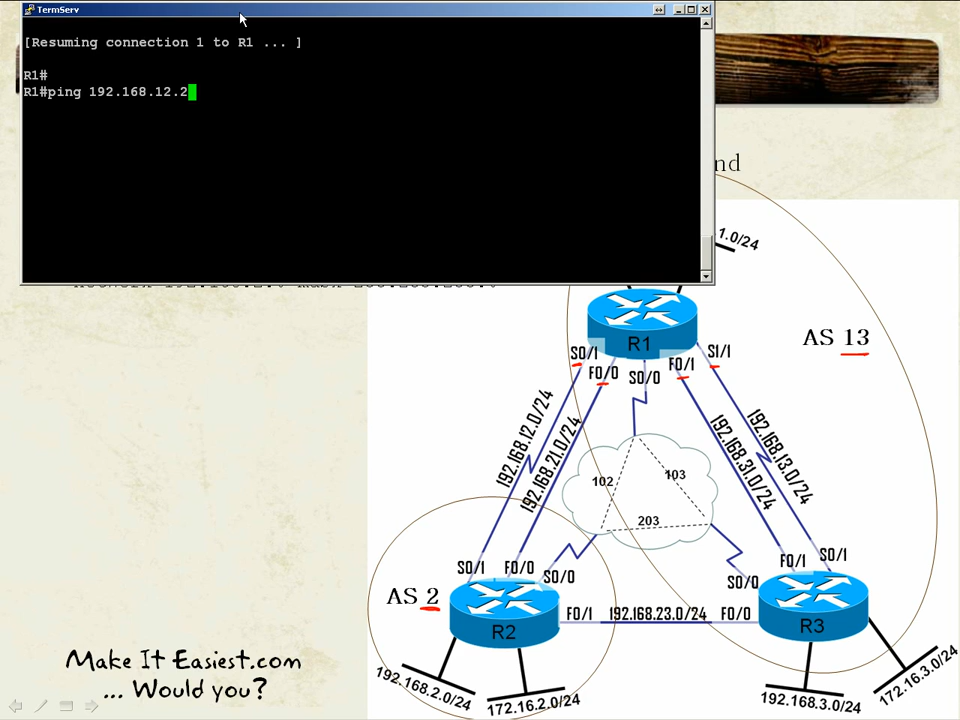 TermServ
[Resuming connection 1 to R1 ... ]
R1#
R1#ping 192.168.12.2
nd
1.0/24
R1
AS 13
S0/1
F0/0
S0/0
F0/1
S1/1
192.168.12.0/24
192.168.21.0/24
192.168.31.0/24
192.168.13.0/24
102
103
203
S0/1
F0/0
S0/0
F0/1
S0/1
S0/0
AS 2
R2
F0/1
192.168.23.0/24
F0/0
R3
192.168.2.0/24
172.16.2.0/24
192.168.3.0/24
172.16.3.0/24
Make It Easiest.com
... Would you?